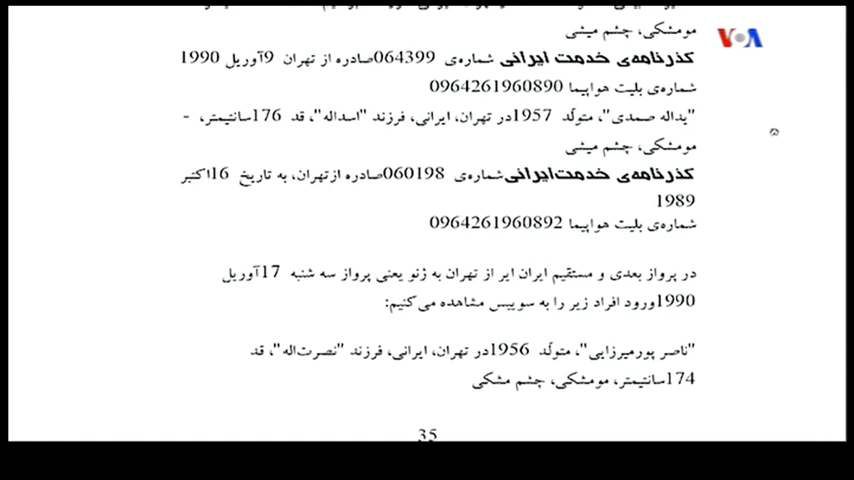 VOA
مومشکی، چشم میشی
گذرنامه‌ی خدمت ایرانی شماره‌ی 064399صادره از تهران 9آوریل 1990
شماره‌ی بلیت هواپیما 0964261960890
"یداله صمدی"، متولّد 1957در تهران، ایرانی، فرزند "اسداله"، قد 176سانتیمتر، -
مومشکی، چشم میشی
گذرنامه‌ی خدمت‌ایرانی‌شماره‌ی 060198صادره ازتهران، به تاریخ 16اکتبر
1989
شماره‌ی بلیت هواپیما 0964261960892
در پرواز بعدی و مستقیم ایران ایر از تهران به ژنو یعنی پرواز سه شنبه 17آوریل
1990ورود افراد زیر را به سوییس مشاهده می‌کنیم:
"ناصر پورمیرزایی"، متولّد 1956در تهران، ایرانی، فرزند "نصرت‌اله"، قد
174سانتیمتر، مومشکی، چشم مشکی
35